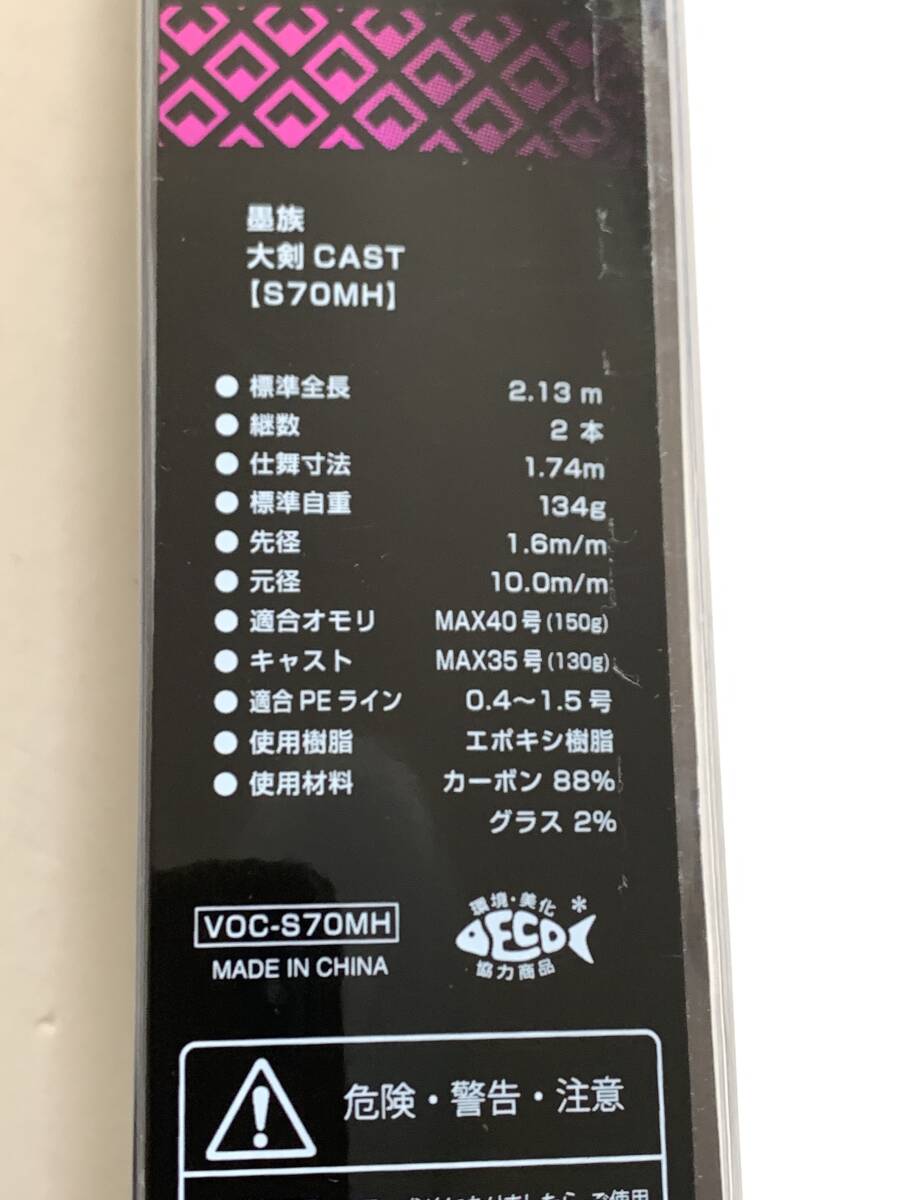 墨族
大剣 CAST
【S70MH】
● 標準全長 2.13 m
● 継数 2 本
● 仕舞寸法 1.74m
● 標準自重 134g
● 先径 1.6m/m
● 元径 10.0m/m
● 適合オモリ MAX40号(150g)
● キャスト MAX35号(130g)
● 適合PEライン 0.4〜1.5号
● 使用樹脂 エポキシ樹脂
● 使用材料 カーボン 88%
グラス 2%
VOC-S70MH
MADE IN CHINA
環境・美化 *
ECO
協力商品
危険・警告・注意
ご使用